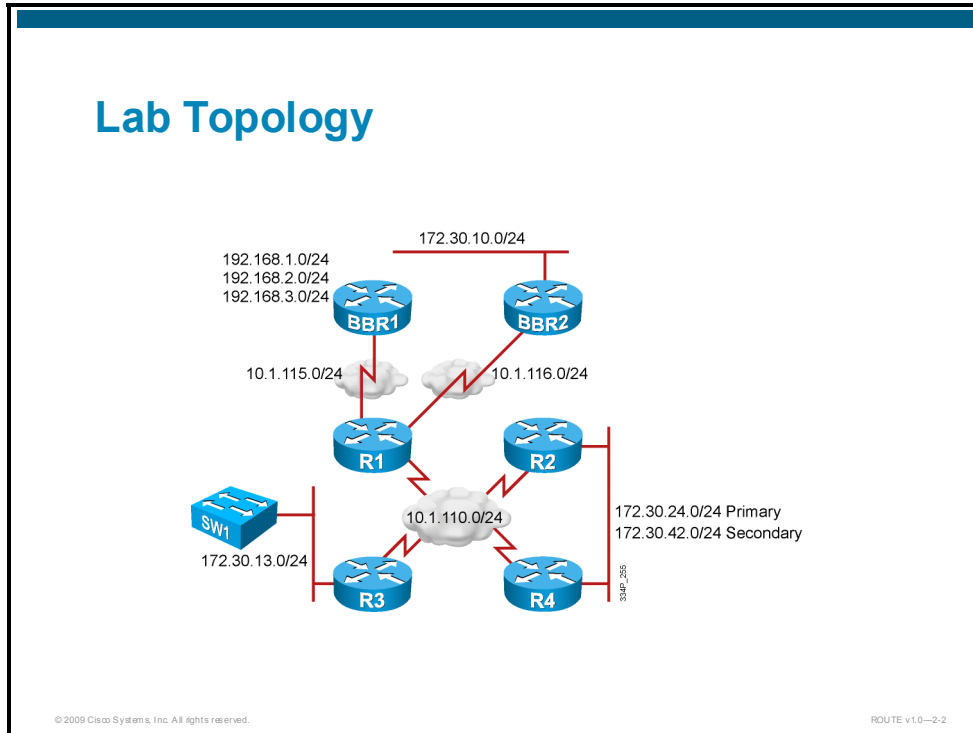 Lab Topology
172.30.10.0/24
192.168.1.0/24
192.168.2.0/24
192.168.3.0/24
BBR1
BBR2
10.1.115.0/24
10.1.116.0/24
R1
R2
SW1
10.1.110.0/24
172.30.24.0/24 Primary
172.30.42.0/24 Secondary
172.30.13.0/24
R3
R4
334P_255
© 2009 Cisco Systems, Inc. All rights reserved.
ROUTE v1.0—2-2